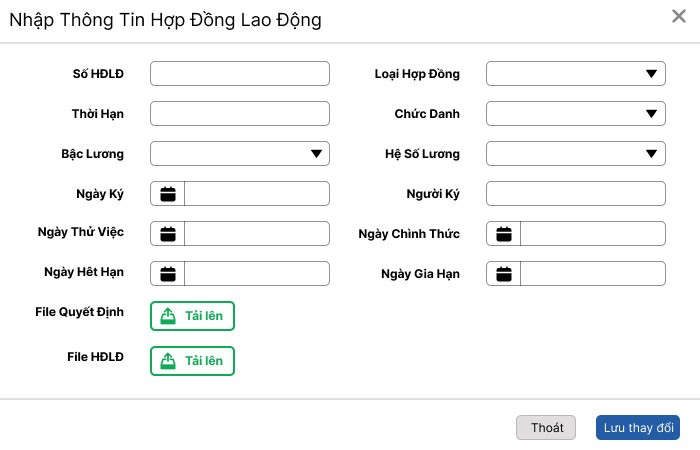 Nhập Thông Tin Hợp Đồng Lao Động
Số HĐLĐ
Loại Hợp Đồng
Thời Hạn
Chức Danh
Bậc Lương
Hệ Số Lương
Ngày Ký
Người Ký
Ngày Thử Việc
Ngày Chình Thức
Ngày Hêt Hạn
Ngày Gia Hạn
File Quyết Định
Tải lên
File HĐLĐ
Tải lên
Thoát
Lưu thay đổi